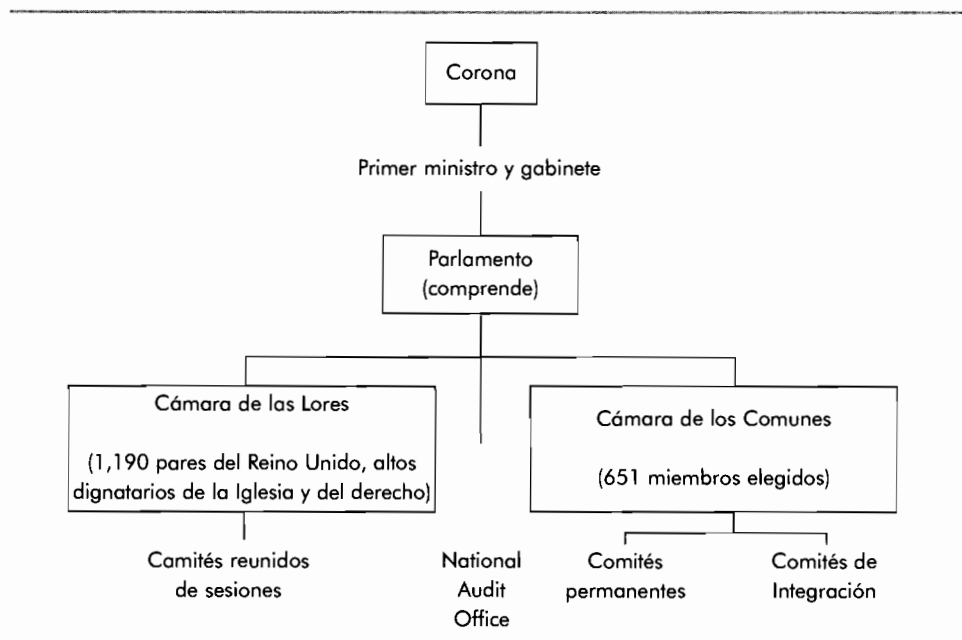 Corona
Primer ministro y gabinete
Parlamento
(comprende)
Cámara de las Lores
(1,190 pares del Reino Unido, altos
dignatarios de la Iglesia y del derecho)
Cámara de los Comunes
(651 miembros elegidos)
Camités reunidos
de sesiones
National
Audit
Office
Comités
permanentes
Comités de
Integración